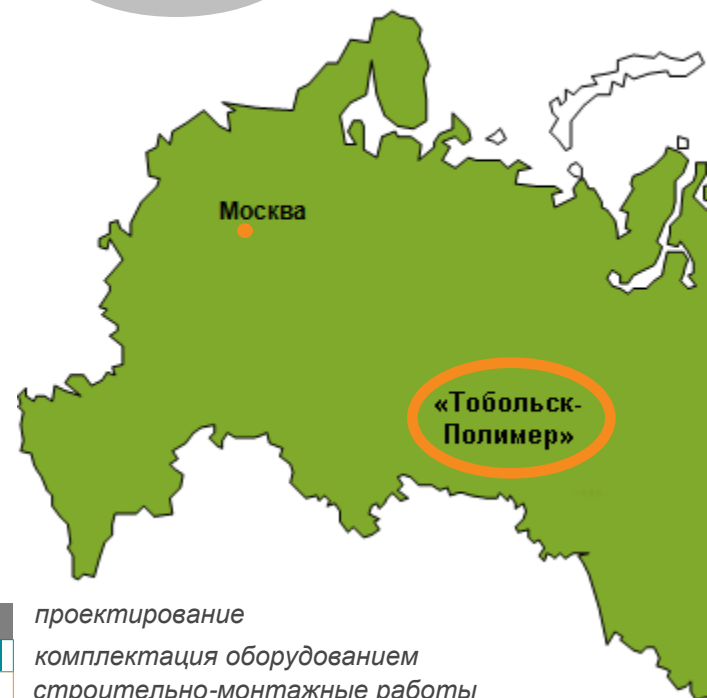 Москва
«Тобольск-
Полимер»
проектирование
комплектация оборудованием
строительно-монтажные работы